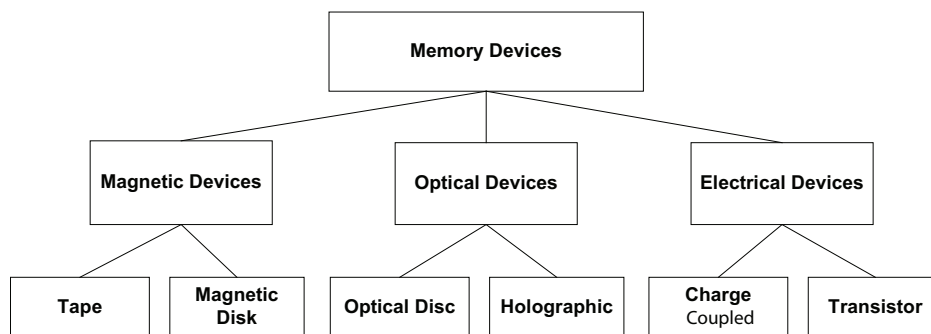 Memory Devices
Magnetic Devices
Optical Devices
Electrical Devices
Tape
Magnetic
Disk
Optical Disc
Holographic
Charge
Coupled
Transistor